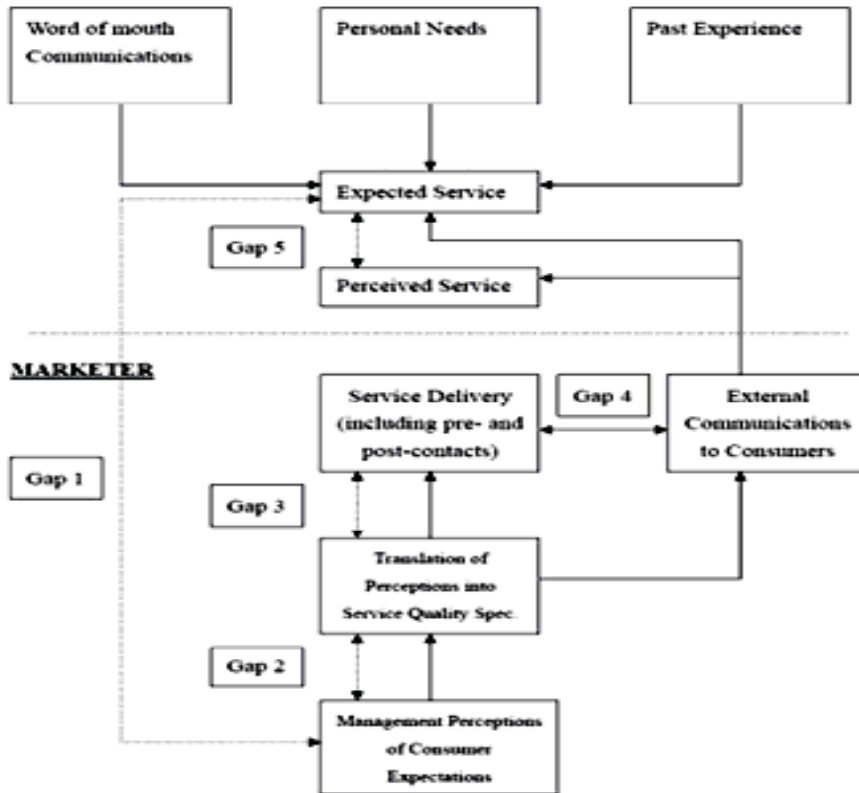 Word of mouth
Communications
Personal Needs
Past Experience
Expected Service
Gap 5
Perceived Service
MARKETER
Service Delivery
(including pre- and
post-contacts)
Gap 4
External
Communications
to Consumers
Gap 1
Gap 3
Translation of
Perceptions into
Service Quality Spec.
Gap 2
Management Perceptions
of Consumer
Expectations